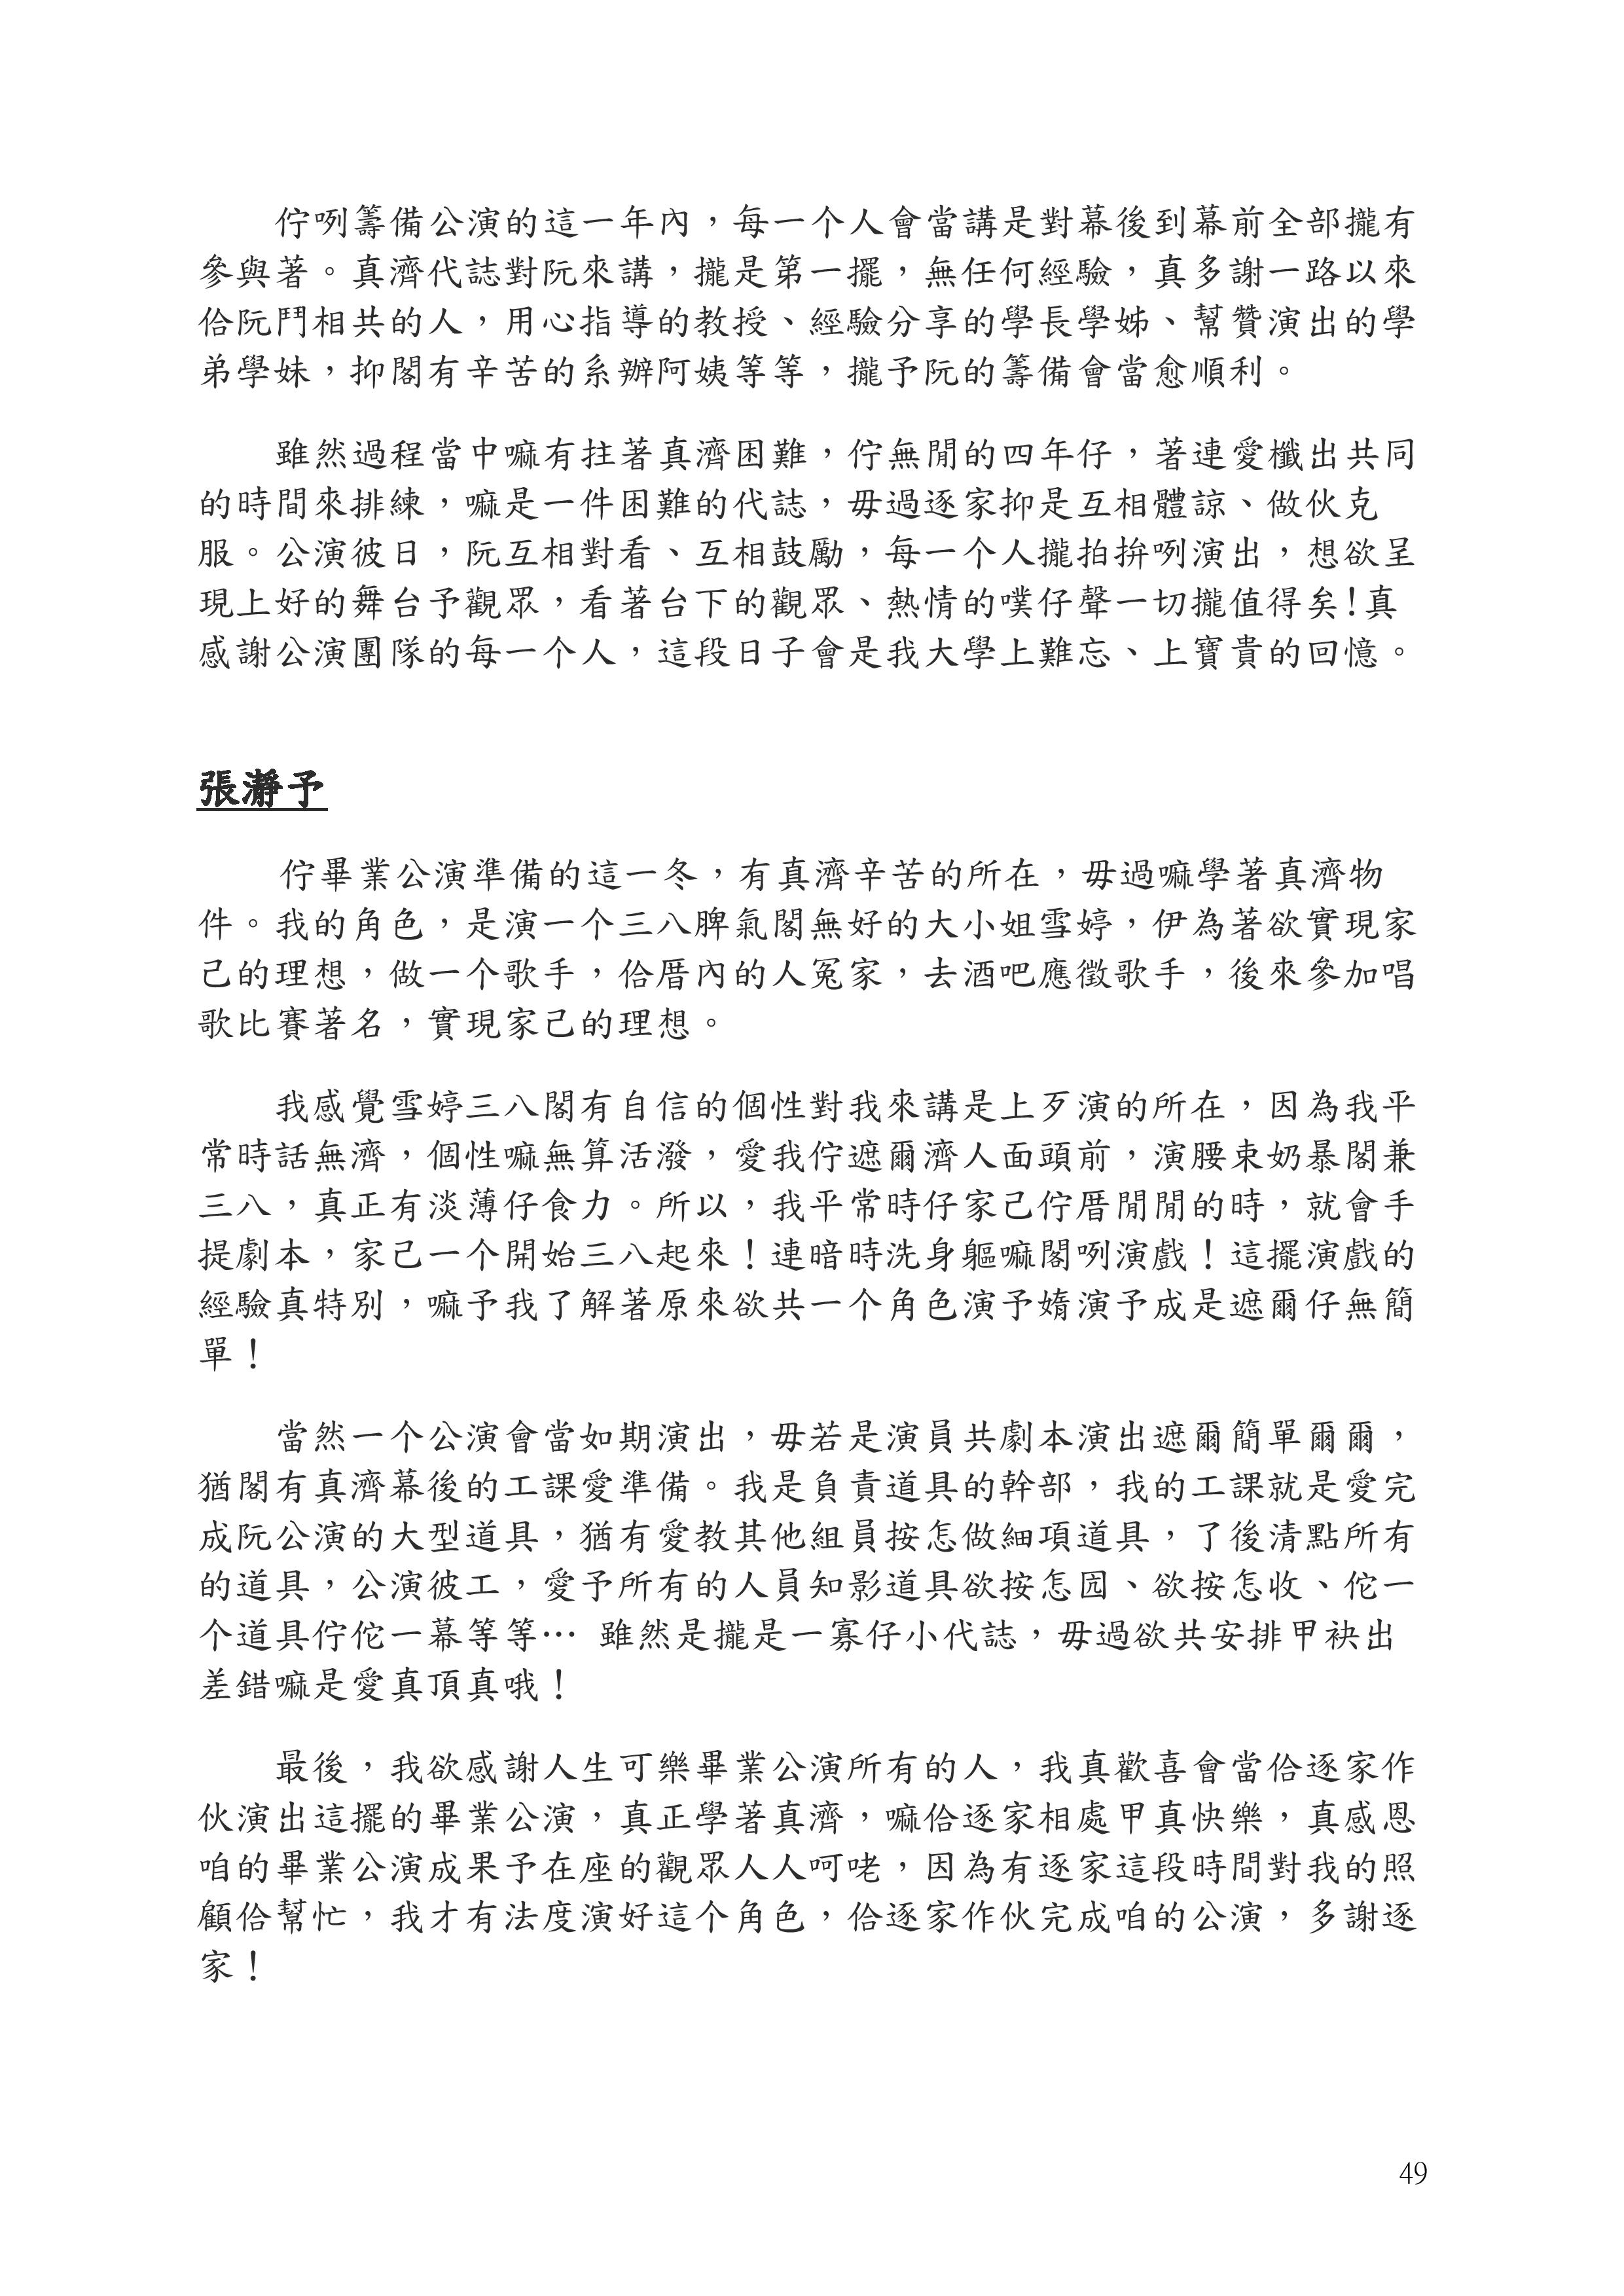 佇咧籌備公演的這一年內，每一个人會當講是對幕後到幕前全部攏有
參與著。真濟代誌對阮來講，攏是第一擺，無任何經驗，真多謝一路以來
佮阮鬥相共的人，用心指導的教授、經驗分享的學長學姊、幫贊演出的學
弟學妹，抑閣有辛苦的系辦阿姨等等，攏予阮的籌備會當愈順利。
雖然過程當中嘛有拄著真濟困難，佇無閒的四年仔，著連愛櫼出共同
的時間來排練，嘛是一件困難的代誌，毋過逐家抑是互相體諒、做伙克
服。公演彼日，阮互相對看、互相鼓勵，每一个人攏拍拚咧演出，想欲呈
現上好的舞台予觀眾，看著台下的觀眾、熱情的噗仔聲一切攏值得矣!真
感謝公演團隊的每一个人，這段日子會是我大學上難忘、上寶貴的回憶。
張瀞予
佇畢業公演準備的這一冬，有真濟辛苦的所在，毋過嘛學著真濟物
件。我的角色，是演一个三八脾氣閣無好的大小姐雪婷，伊為著欲實現家
己的理想，做一个歌手，佮厝內的人冤家，去酒吧應徵歌手，後來參加唱
歌比賽著名，實現家己的理想。
我感覺雪婷三八閣有自信的個性對我來講是上歹演的所在，因為我平
常時話無濟，個性嘛無算活潑，愛我佇遮爾濟人面頭前，演腰束奶暴閣兼
三八，真正有淡薄仔食力。所以，我平常時仔家己佇厝閒閒的時，就會手
提劇本，家己一个開始三八起來！連暗時洗身軀嘛閣咧演戲！這擺演戲的
經驗真特別，嘛予我了解著原來欲共一个角色演予媠演予成是遮爾仔無簡
單！
當然一个公演會當如期演出，毋若是演員共劇本演出遮爾簡單爾爾，
猶閣有真濟幕後的工課愛準備。我是負責道具的幹部，我的工課就是愛完
成阮公演的大型道具，猶有愛教其他組員按怎做細項道具，了後清點所有
的道具，公演彼工，愛予所有的人員知影道具欲按怎囥、欲按怎收、佗一
个道具佇佗一幕等等… 雖然是攏是一寡仔小代誌，毋過欲共安排甲袂出
差錯嘛是愛真頂真哦！
最後，我欲感謝人生可樂畢業公演所有的人，我真歡喜會當佮逐家作
伙演出這擺的畢業公演，真正學著真濟，嘛佮逐家相處甲真快樂，真感恩
咱的畢業公演成果予在座的觀眾人人呵咾，因為有逐家這段時間對我的照
顧佮幫忙，我才有法度演好這个角色，佮逐家作伙完成咱的公演，多謝逐
家！
49